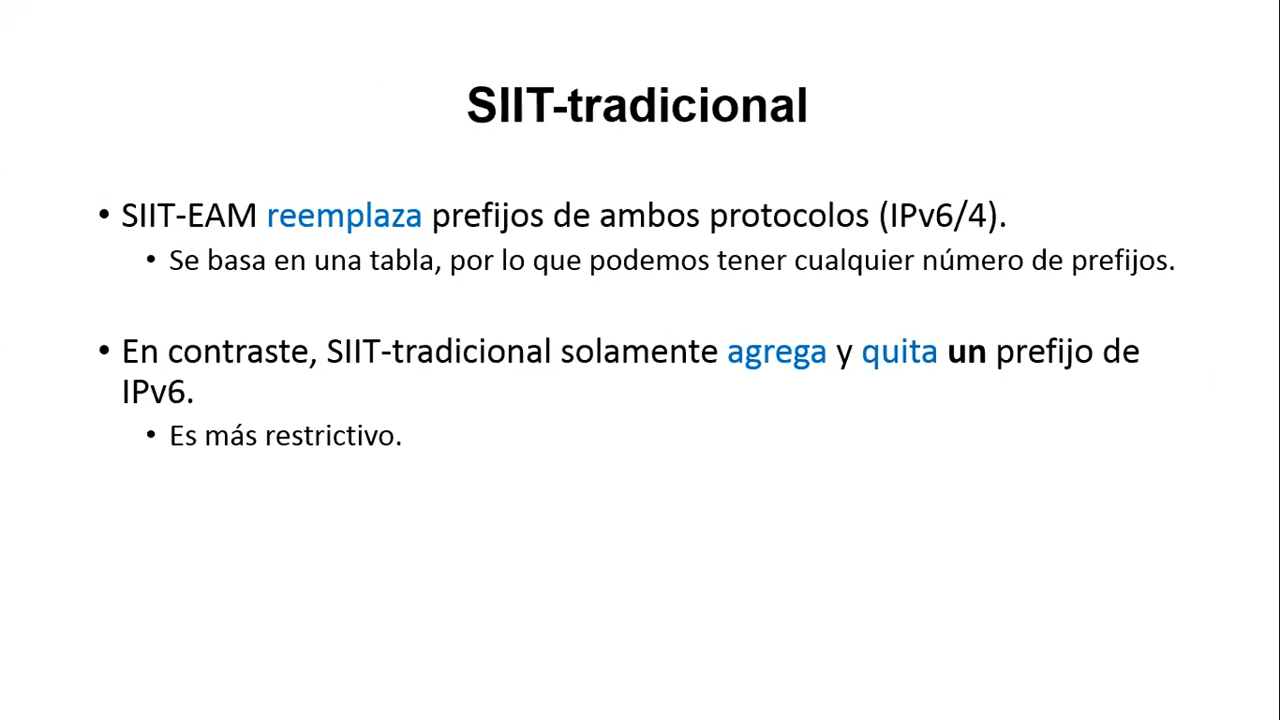 SIIT-tradicional
• SIIT-EAM reemplaza prefijos de ambos protocolos (IPv6/4).
• Se basa en una tabla, por lo que podemos tener cualquier número de prefijos.
• En contraste, SIIT-tradicional solamente agrega y quita un prefijo de
IPv6.
• Es más restrictivo.